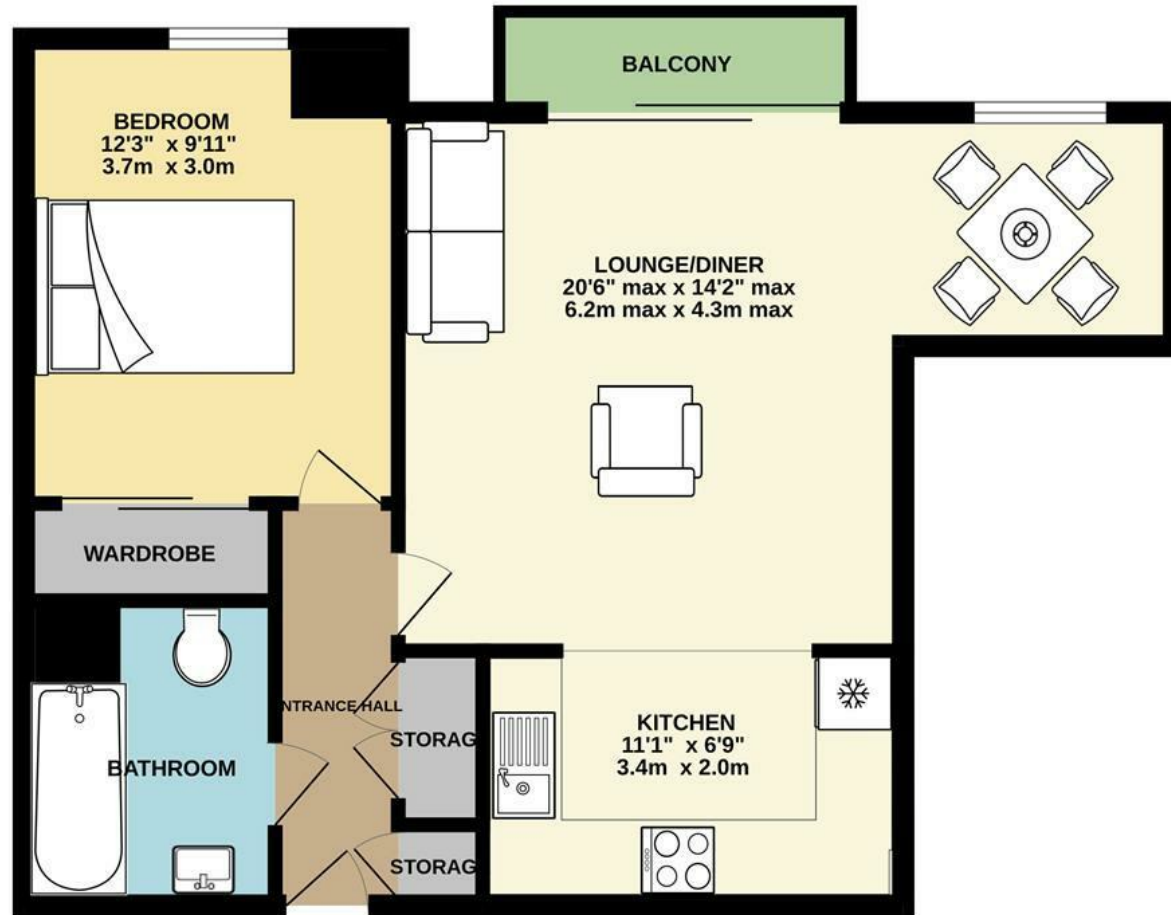 BALCONY
BEDROOM
12'3" x 9'11"
3.7m x 3.0m
LOUNGE/DINER
20'6" max x 14'2" max
6.2m max x 4.3m max
WARDROBE
NTRANCE HALL
KITCHEN
11'1" x 6'9"
3.4m x 2.0m
STORAG
BATHROOM
STORAG